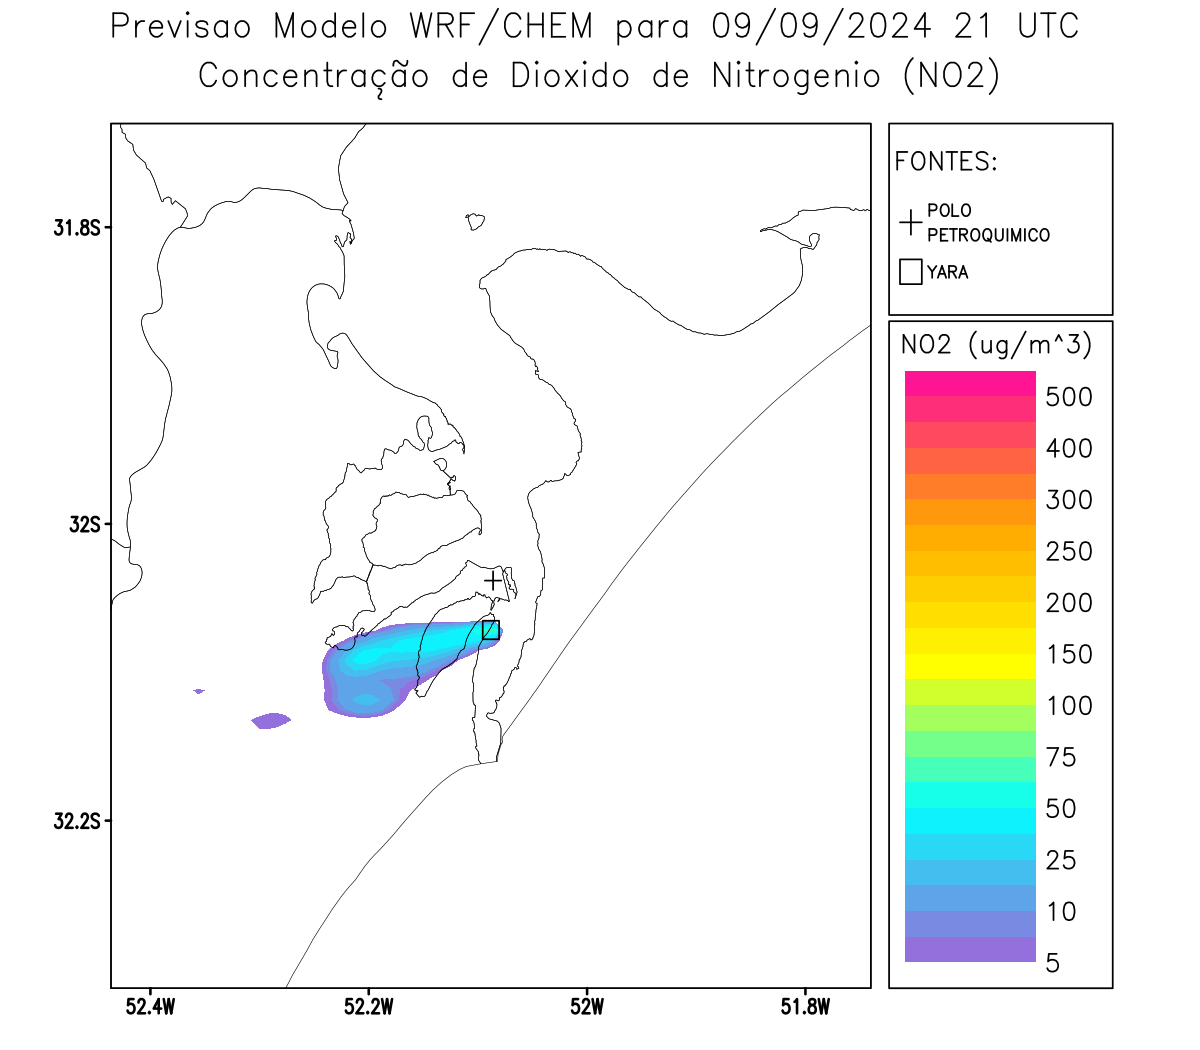 Previsao Modelo WRF/CHEM para 09/09/2024 21 UTC
Concentração de Dioxido de Nitrogenio (NO2)
FONTES:
POLO
PETROQUIMICO
YARA
NO2 (ug/m^3)
500
400
300
250
200
150
100
75
50
25
10
5
31.8S
32S
32.2S
52.4W
52.2W
52W
51.8W